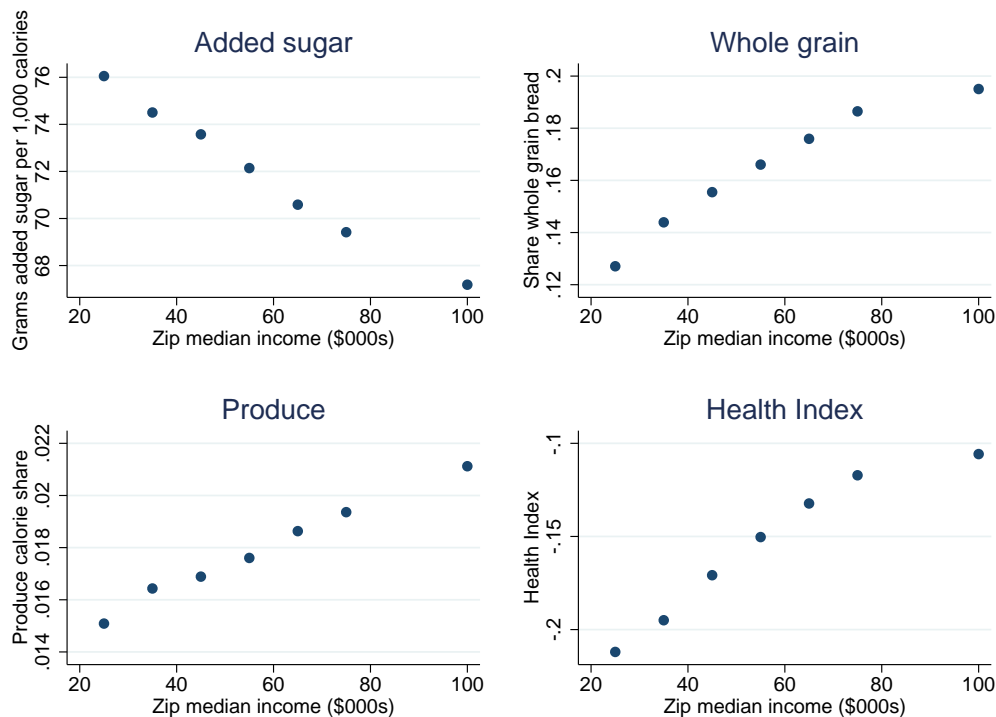 Added sugar
Grams added sugar per 1,000 calories
76
74
72
70
68
20 40 60 80 100
Zip median income ($000s)
Whole grain
Share whole grain bread
.2
.18
.16
.14
.12
20 40 60 80 100
Zip median income ($000s)
Produce
Produce calorie share
.022
.02
.018
.016
.014
20 40 60 80 100
Zip median income ($000s)
Health Index
Health Index
-.1
-.15
-.2
20 40 60 80 100
Zip median income ($000s)